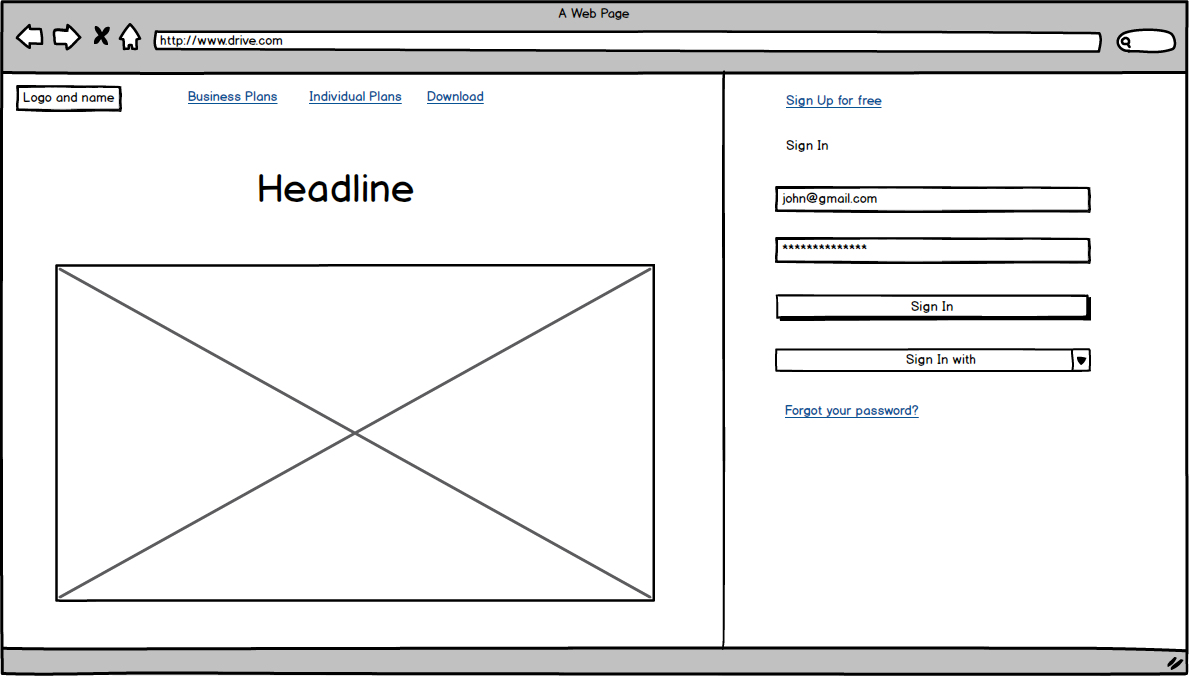 A Web Page
http://www.drive.com
Logo and name
Business Plans
Individual Plans
Download
Headline
Sign Up for free
Sign In
john@gmail.com
**************
Sign In
Sign In with
Forgot your password?